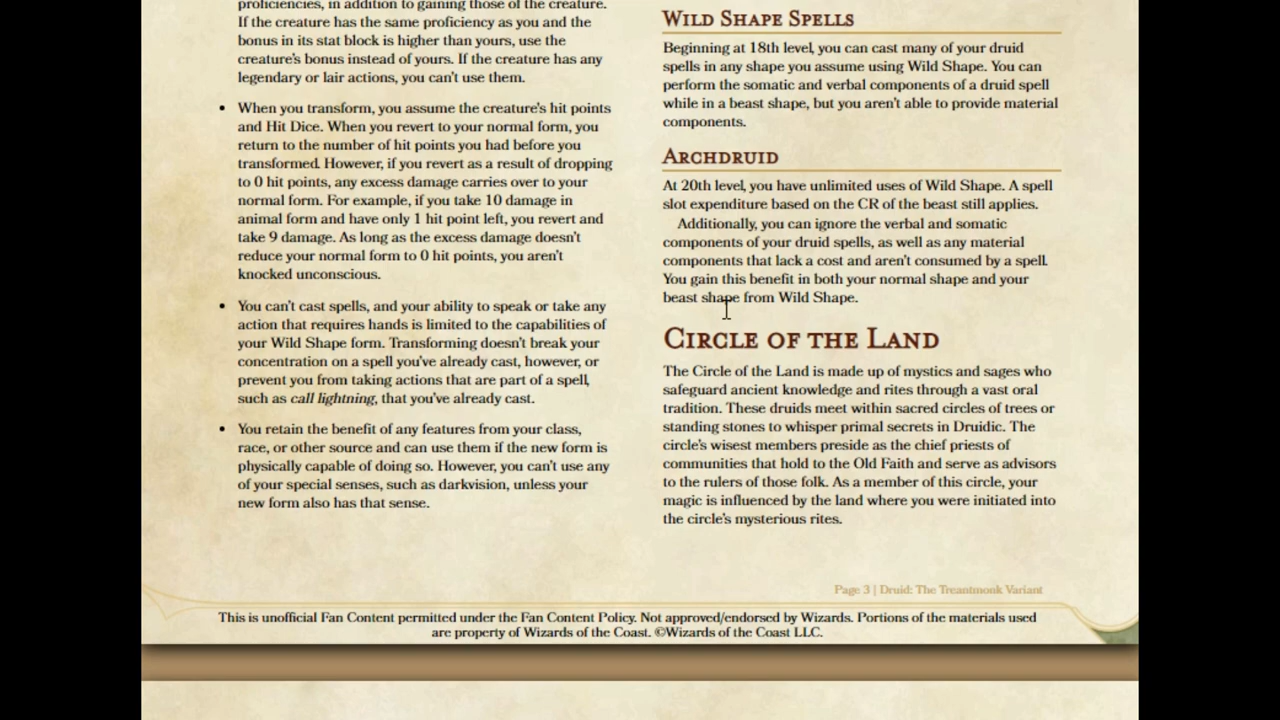 proficiencies, in addition to gaining those of the creature.
If the creature has the same proficiency as you and the
bonus in its stat block is higher than yours, use the
creature's bonus instead of yours. If the creature has any
legendary or lair actions, you can't use them.
• When you transform, you assume the creature's hit points
and Hit Dice. When you revert to your normal form, you
return to the number of hit points you had before you
transformed. However, if you revert as a result of dropping
to 0 hit points, any excess damage carries over to your
normal form. For example, if you take 10 damage in
animal form and have only 1 hit point left, you revert and
take 9 damage. As long as the excess damage doesn't
reduce your normal form to 0 hit points, you aren't
knocked unconscious.
• You can't cast spells, and your ability to speak or take any
action that requires hands is limited to the capabilities of
your Wild Shape form. Transforming doesn't break your
concentration on a spell you've already cast, however, or
prevent you from taking actions that are part of a spell,
such as call lightning, that you've already cast.
• You retain the benefit of any features from your class,
race, or other source and can use them if the new form is
physically capable of doing so. However, you can't use any
of your special senses, such as darkvision, unless your
new form also has that sense.
Wild Shape Spells
Beginning at 18th level, you can cast many of your druid
spells in any shape you assume using Wild Shape. You can
perform the somatic and verbal components of a druid spell
while in a beast shape, but you aren't able to provide material
components.
Archdruid
At 20th level, you have unlimited uses of Wild Shape. A spell
slot expenditure based on the CR of the beast still applies.
Additionally, you can ignore the verbal and somatic
components of your druid spells, as well as any material
components that lack a cost and aren't consumed by a spell.
You gain this benefit in both your normal shape and your
beast shape from Wild Shape.
Circle of the Land
The Circle of the Land is made up of mystics and sages who
safeguard ancient knowledge and rites through a vast oral
tradition. These druids meet within sacred circles of trees or
standing stones to whisper primal secrets in Druidic. The
circle's wisest members preside as the chief priests of
communities that hold to the Old Faith and serve as advisors
to the rulers of those folk. As a member of this circle, your
magic is influenced by the land where you were initiated into
the circle's mysterious rites.
Page 3 | Druid: The Treantmonk Variant
This is unofficial Fan Content permitted under the Fan Content Policy. Not approved/endorsed by Wizards. Portions of the materials used
are property of Wizards of the Coast. ©Wizards of the Coast LLC.